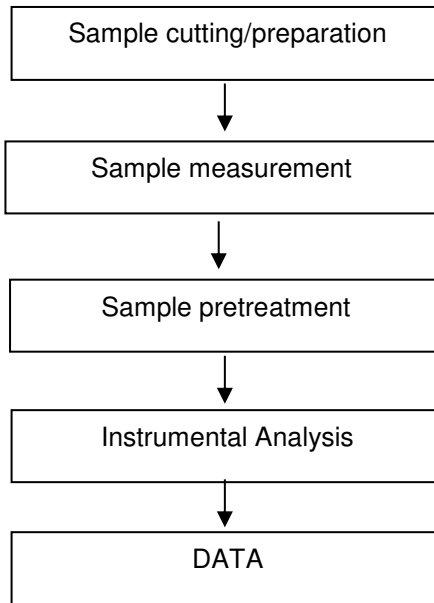 Sample cutting/preparation
Sample measurement
Sample pretreatment
Instrumental Analysis
DATA